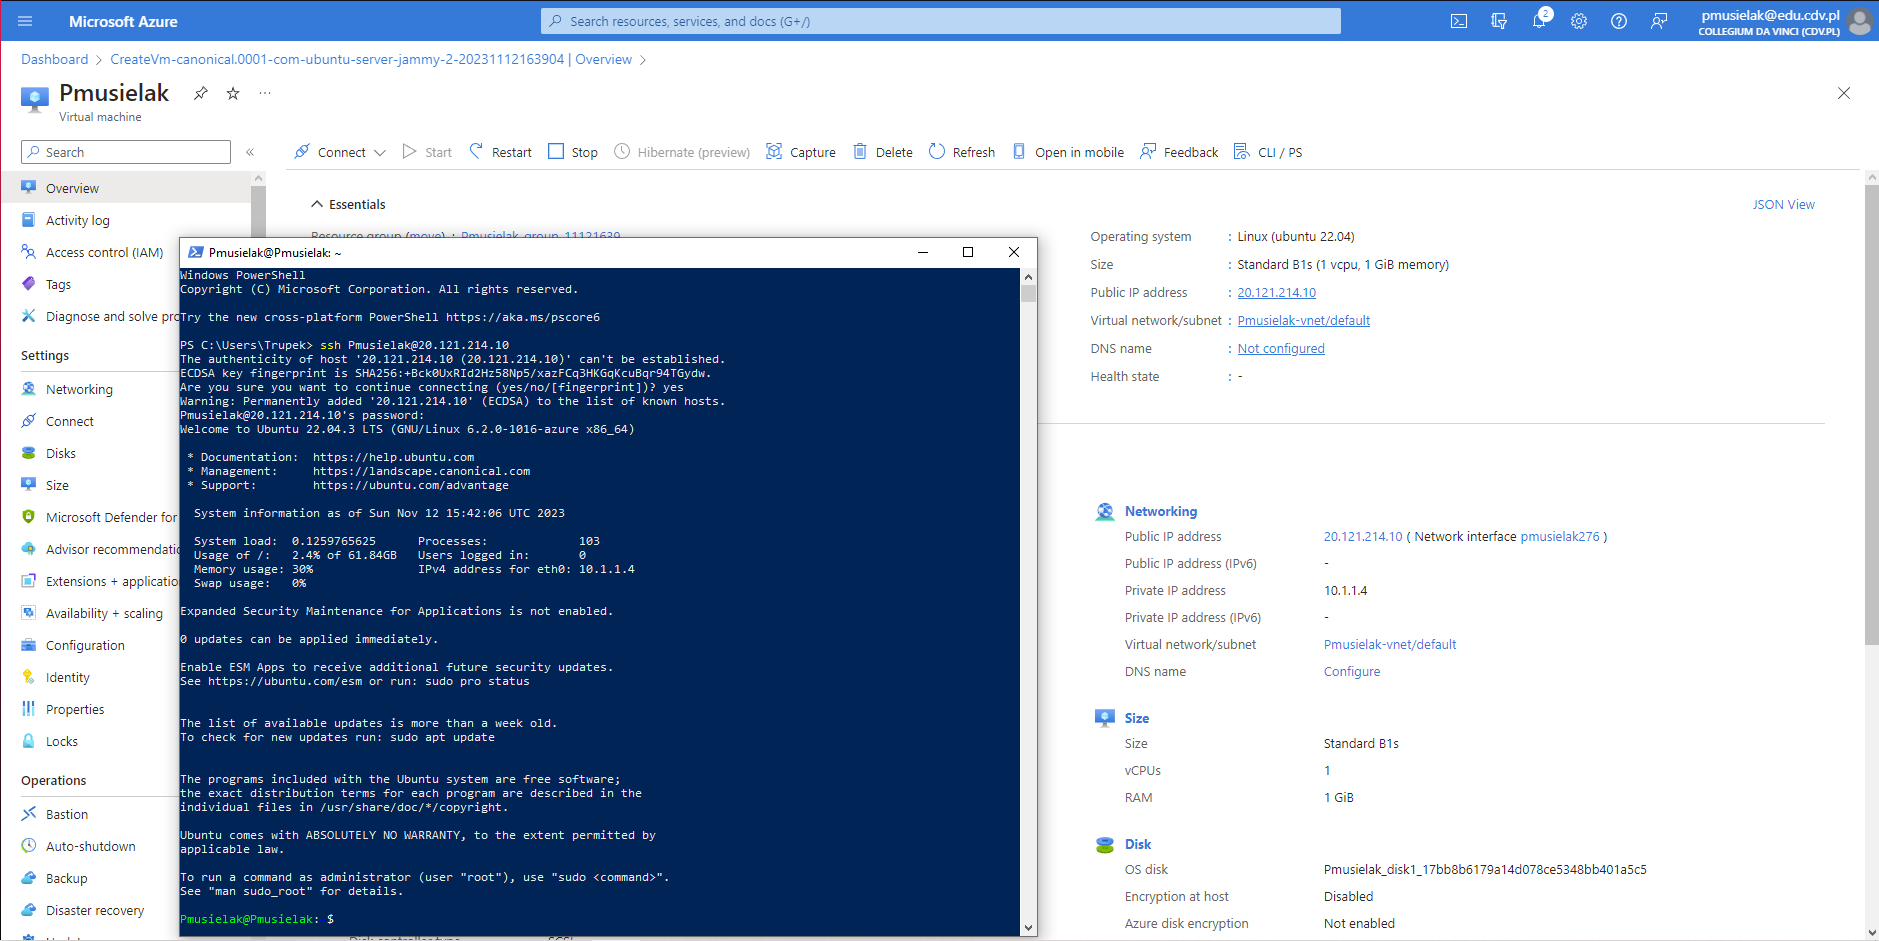 Microsoft Azure
Search resources, services, and docs (G+/)
2
pmusielak@edu.cdv.pl
COLLEGIUM DA VINCI (CDV.PL)
Dashboard > CreateVm-canonical.0001-com-ubuntu-server-jammy-2-20231112163904 | Overview >
Pmusielak
Virtual machine
Search
Connect Start Restart Stop Hibernate (preview) Capture Delete Refresh Open in mobile Feedback CLI / PS
Overview
Activity log
Access control (IAM)
Tags
Diagnose and solve pro
Settings
Networking
Connect
Disks
Size
Microsoft Defender for
Advisor recommendatio
Extensions + applicatio
Availability + scaling
Configuration
Identity
Properties
Locks
Operations
Bastion
Auto-shutdown
Backup
Disaster recovery
Essentials
JSON View
Resource group (move) : Pmusielak_group_11121639
Operating system : Linux (ubuntu 22.04)
Size : Standard B1s (1 vcpu, 1 GiB memory)
Public IP address : 20.121.214.10
Virtual network/subnet : Pmusielak-vnet/default
DNS name : Not configured
Health state : -
Pmusielak@Pmusielak: ~
Windows PowerShell
Copyright (C) Microsoft Corporation. All rights reserved.
Try the new cross-platform PowerShell https://aka.ms/pscore6
PS C:\Users\Trupek> ssh Pmusielak@20.121.214.10
The authenticity of host '20.121.214.10 (20.121.214.10)' can't be established.
ECDSA key fingerprint is SHA256:+Bck0UxRId2Hz58Np5/xazFCq3HKGqKcuBqr94TGydw.
Are you sure you want to continue connecting (yes/no/[fingerprint])? yes
Warning: Permanently added '20.121.214.10' (ECDSA) to the list of known hosts.
Pmusielak@20.121.214.10's password:
Welcome to Ubuntu 22.04.3 LTS (GNU/Linux 6.2.0-1016-azure x86_64)
* Documentation: https://help.ubuntu.com
* Management: https://landscape.canonical.com
* Support: https://ubuntu.com/advantage
System information as of Sun Nov 12 15:42:06 UTC 2023
System load: 0.1259765625 Processes: 103
Usage of /: 2.4% of 61.84GB Users logged in: 0
Memory usage: 30% IPv4 address for eth0: 10.1.1.4
Swap usage: 0%
Expanded Security Maintenance for Applications is not enabled.
0 updates can be applied immediately.
Enable ESM Apps to receive additional future security updates.
See https://ubuntu.com/esm or run: sudo pro status
The list of available updates is more than a week old.
To check for new updates run: sudo apt update
The programs included with the Ubuntu system are free software;
the exact distribution terms for each program are described in the
individual files in /usr/share/doc/*/copyright.
Ubuntu comes with ABSOLUTELY NO WARRANTY, to the extent permitted by
applicable law.
To run a command as administrator (user "root"), use "sudo <command>".
See "man sudo_root" for details.
Pmusielak@Pmusielak: $
Networking
Public IP address 20.121.214.10 ( Network interface pmusielak276 )
Public IP address (IPv6) -
Private IP address 10.1.1.4
Private IP address (IPv6) -
Virtual network/subnet Pmusielak-vnet/default
DNS name Configure
Size
Size Standard B1s
vCPUs 1
RAM 1 GiB
Disk
OS disk Pmusielak_disk1_17bb8b6179a14d078ce5348bb401a5c5
Encryption at host Disabled
Azure disk encryption Not enabled